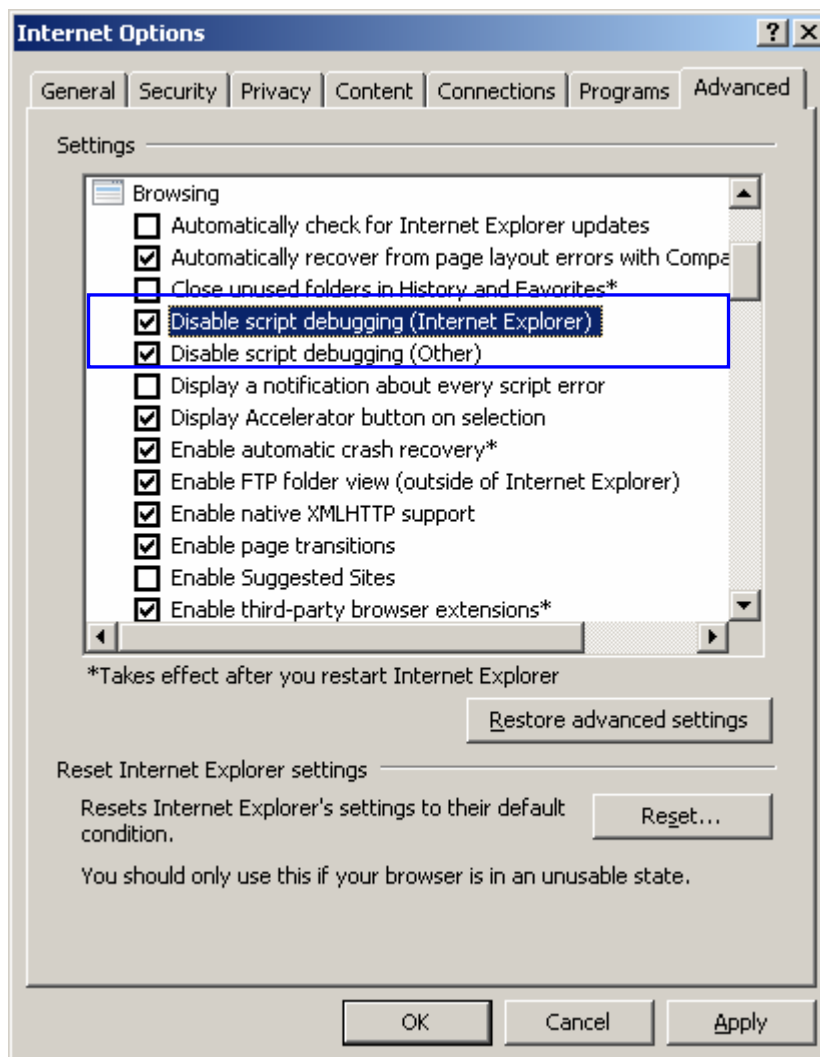 Internet Options
General Security Privacy Content Connections Programs Advanced
Settings
Browsing
Automatically check for Internet Explorer updates
Automatically recover from page layout errors with Compa
Close unused folders in History and Favorites*
Disable script debugging (Internet Explorer)
Disable script debugging (Other)
Display a notification about every script error
Display Accelerator button on selection
Enable automatic crash recovery*
Enable FTP folder view (outside of Internet Explorer)
Enable native XMLHTTP support
Enable page transitions
Enable Suggested Sites
Enable third-party browser extensions*
*Takes effect after you restart Internet Explorer
Restore advanced settings
Reset Internet Explorer settings
Resets Internet Explorer's settings to their default
condition.
Reset...
You should only use this if your browser is in an unusable state.
OK Cancel Apply